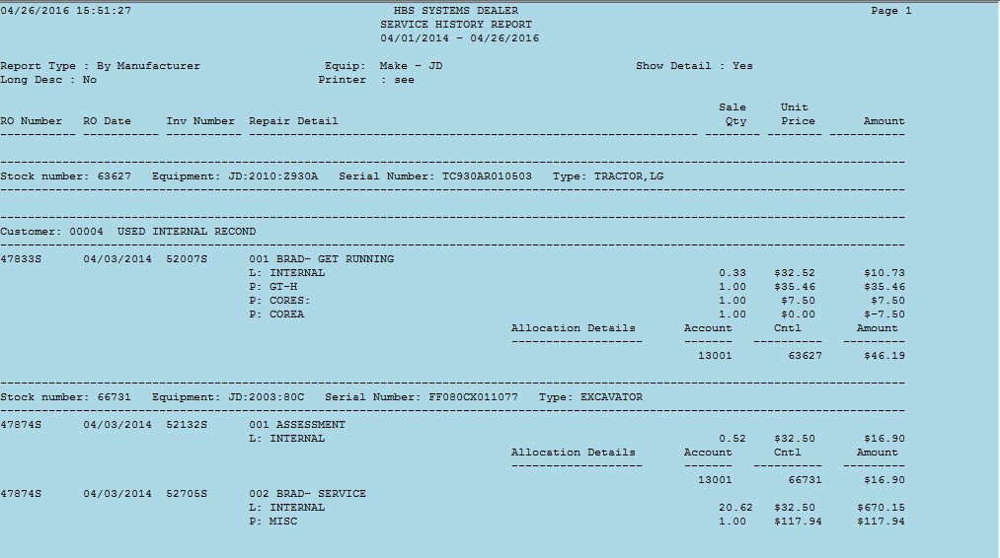 04/26/2016 15:51:27 HBS SYSTEMS DEALER Page 1
SERVICE HISTORY REPORT
04/01/2014 - 04/26/2016
Report Type : By Manufacturer Equip: Make - JD Show Detail : Yes
Long Desc : No Printer : see
Sale Unit
RO Number RO Date Inv Number Repair Detail Qty Price Amount
Stock number: 63627 Equipment: JD:2010:Z930A Serial Number: TC930AR010503 Type: TRACTOR,LG
Customer: 00004 USED INTERNAL RECOND
47833S 04/03/2014 52007S 001 BRAD- GET RUNNING
L: INTERNAL 0.33 $32.52 $10.73
P: GT-H 1.00 $35.46 $35.46
P: CORES: 1.00 $7.50 $7.50
P: COREA 1.00 $0.00 $-7.50
Allocation Details Account Cntl Amount
13001 63627 $46.19
Stock number: 66731 Equipment: JD:2003:80C Serial Number: FF080CX011077 Type: EXCAVATOR
47874S 04/03/2014 52132S 001 ASSESSMENT
L: INTERNAL 0.52 $32.50 $16.90
Allocation Details Account Cntl Amount
13001 66731 $16.90
47874S 04/03/2014 52705S 002 BRAD- SERVICE
L: INTERNAL 20.62 $32.50 $670.15
P: MISC 1.00 $117.94 $117.94